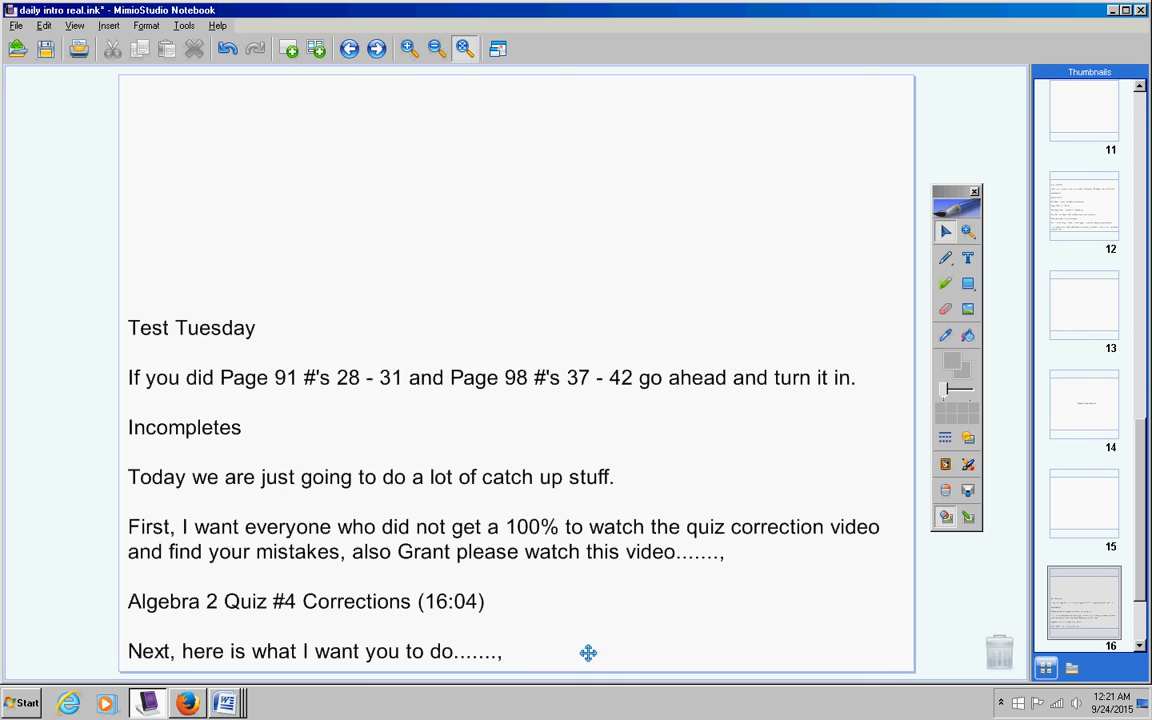 daily intro real.ink* - MimioStudio Notebook
File Edit View Insert Format Tools Help
Thumbnails
11
12
13
14
15
16
Test Tuesday
If you did Page 91 #'s 28 - 31 and Page 98 #'s 37 - 42 go ahead and turn it in.
Incompletes
Today we are just going to do a lot of catch up stuff.
First, I want everyone who did not get a 100% to watch the quiz correction video
and find your mistakes, also Grant please watch this video.......,
Algebra 2 Quiz #4 Corrections (16:04)
Next, here is what I want you to do.......,
Start
12:21 AM
9/24/2015